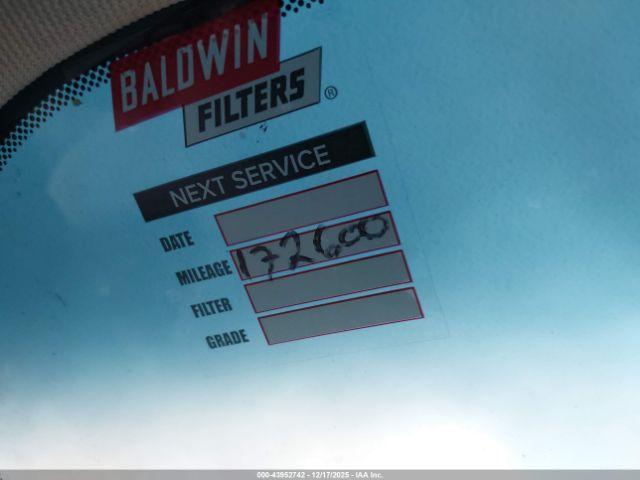 BALDWIN
FILTERS®
NEXT SERVICE
DATE
MILEAGE 172600
FILTER
GRADE
000-43952742 - 12/17/2025 - IAA Inc.